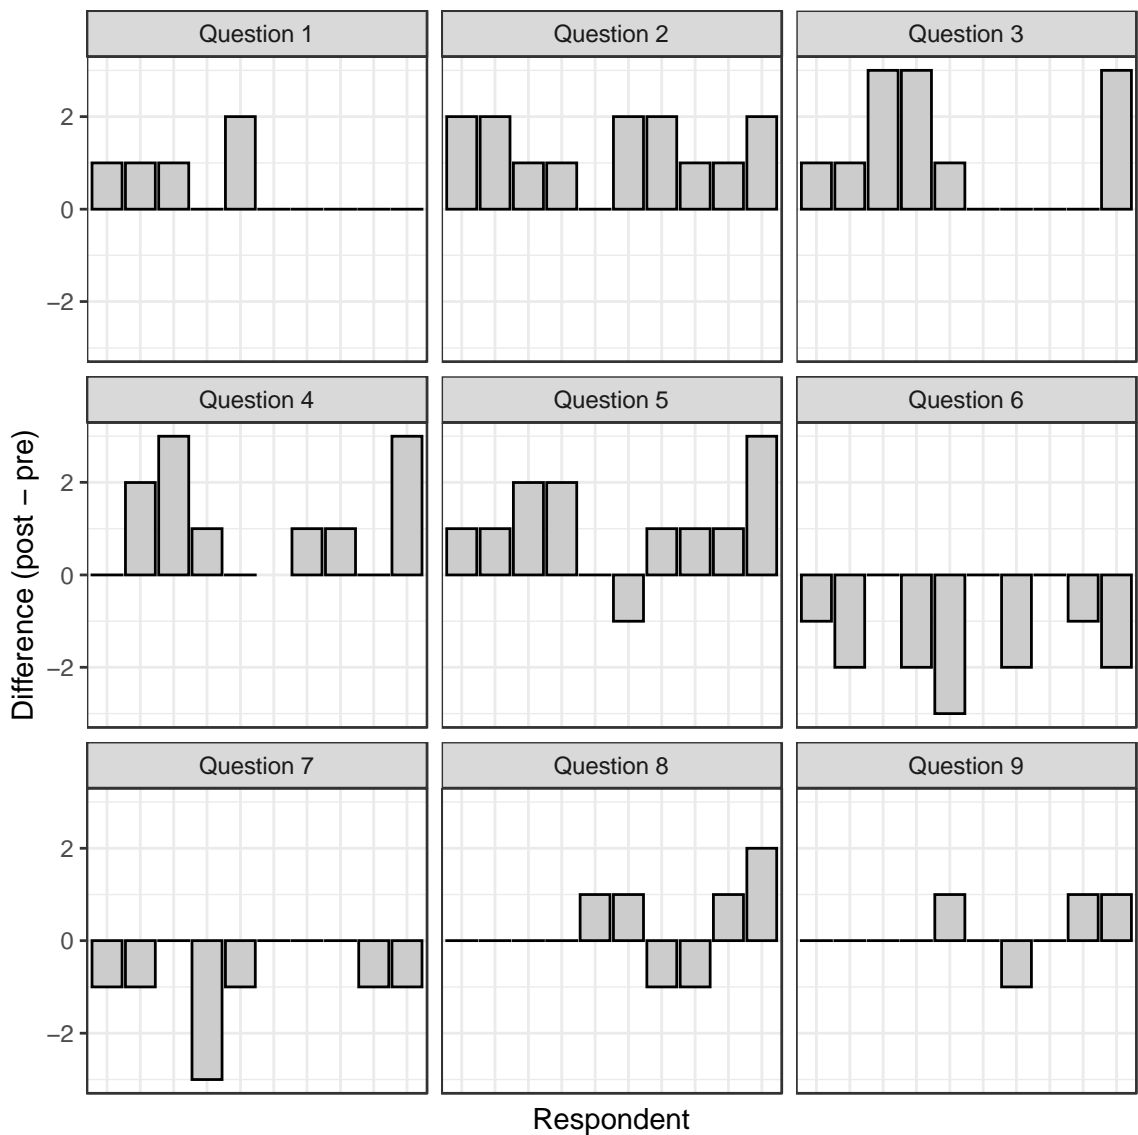 Question 1
Question 2
Question 3
2
0
−2
Question 4
Question 5
Question 6
2
0
−2
Question 7
Question 8
Question 9
2
0
−2
Difference (post − pre)
Respondent